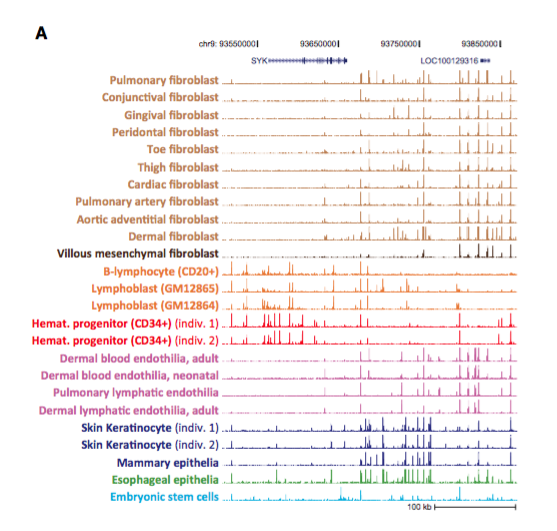 A
chr9: 93550000 93650000 93750000 93850000
SYK LOC100129316
Pulmonary fibroblast
Conjunctival fibroblast
Gingival fibroblast
Peridontal fibroblast
Toe fibroblast
Thigh fibroblast
Cardiac fibroblast
Pulmonary artery fibroblast
Aortic adventitial fibroblast
Dermal fibroblast
Villous mesenchymal fibroblast
B-lymphocyte (CD20+)
Lymphoblast (GM12865)
Lymphoblast (GM12864)
Hemat. progenitor (CD34+) (indiv. 1)
Hemat. progenitor (CD34+) (indiv. 2)
Dermal blood endothilia, adult
Dermal blood endothilia, neonatal
Pulmonary lymphatic endothilia
Dermal lymphatic endothilia, adult
Skin Keratinocyte (indiv. 1)
Skin Keratinocyte (indiv. 2)
Mammary epithelia
Esophageal epithelia
Embryonic stem cells
100 kb